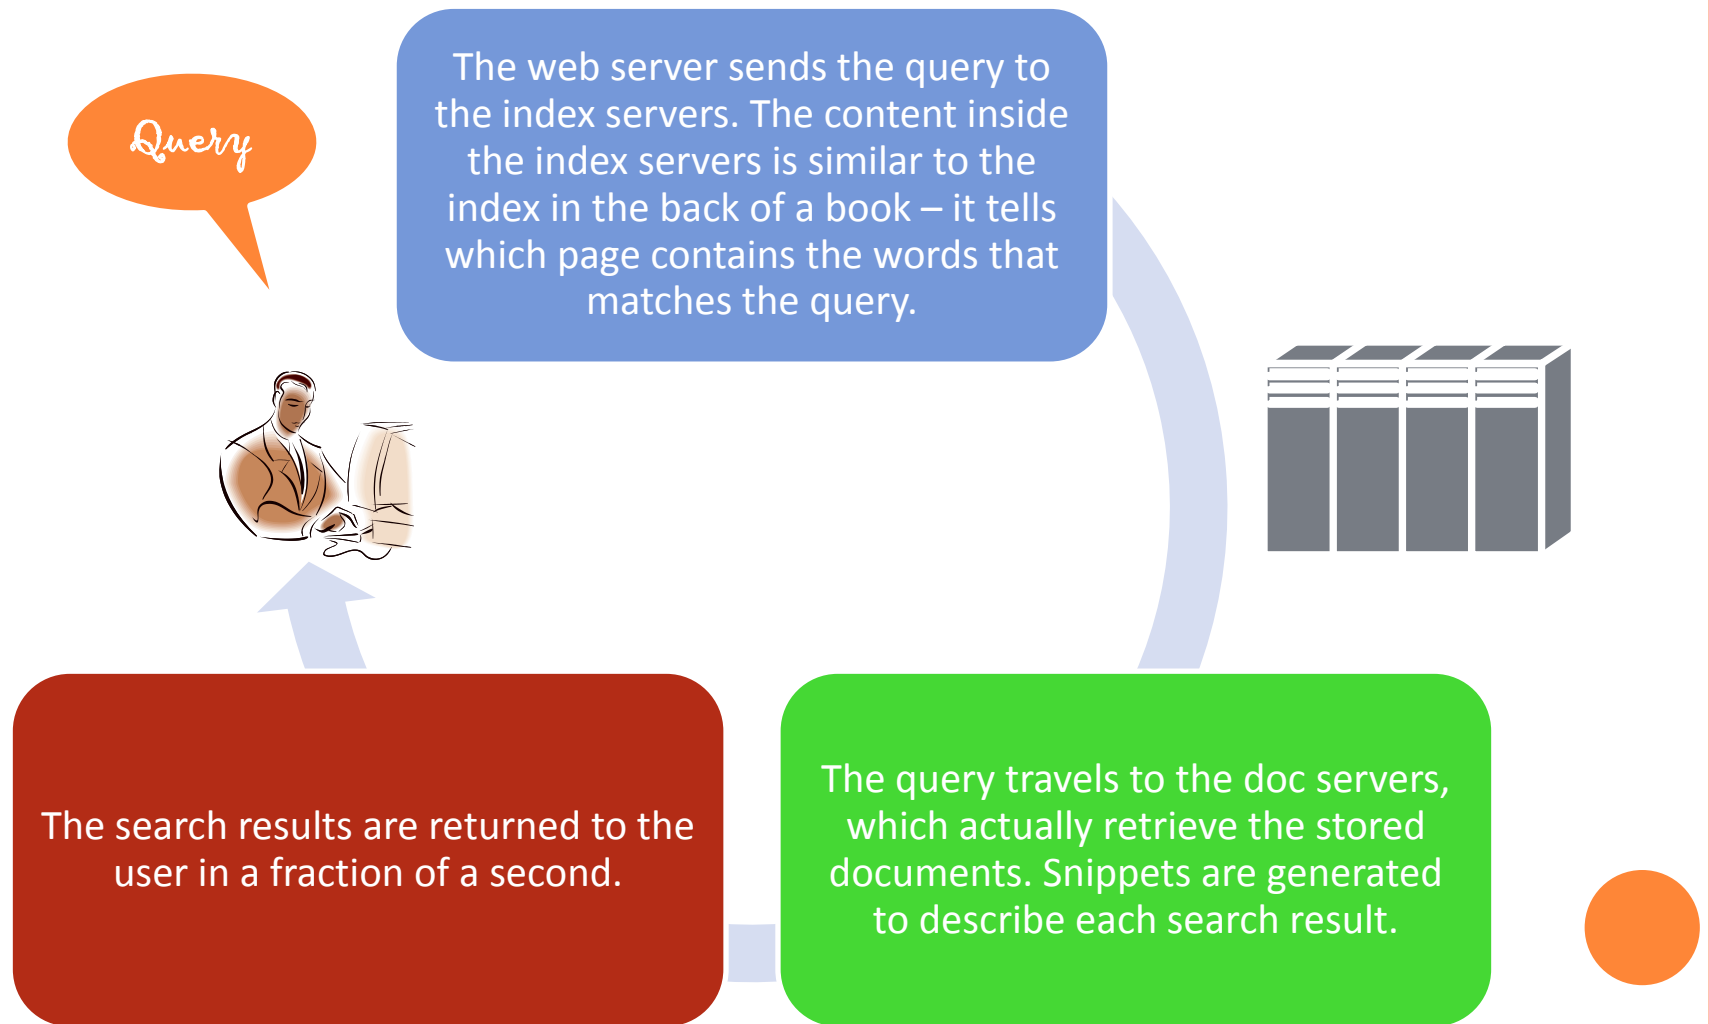 Query
The web server sends the query to
the index servers. The content inside
the index servers is similar to the
index in the back of a book – it tells
which page contains the words that
matches the query.
The query travels to the doc servers,
which actually retrieve the stored
documents. Snippets are generated
to describe each search result.
The search results are returned to the
user in a fraction of a second.